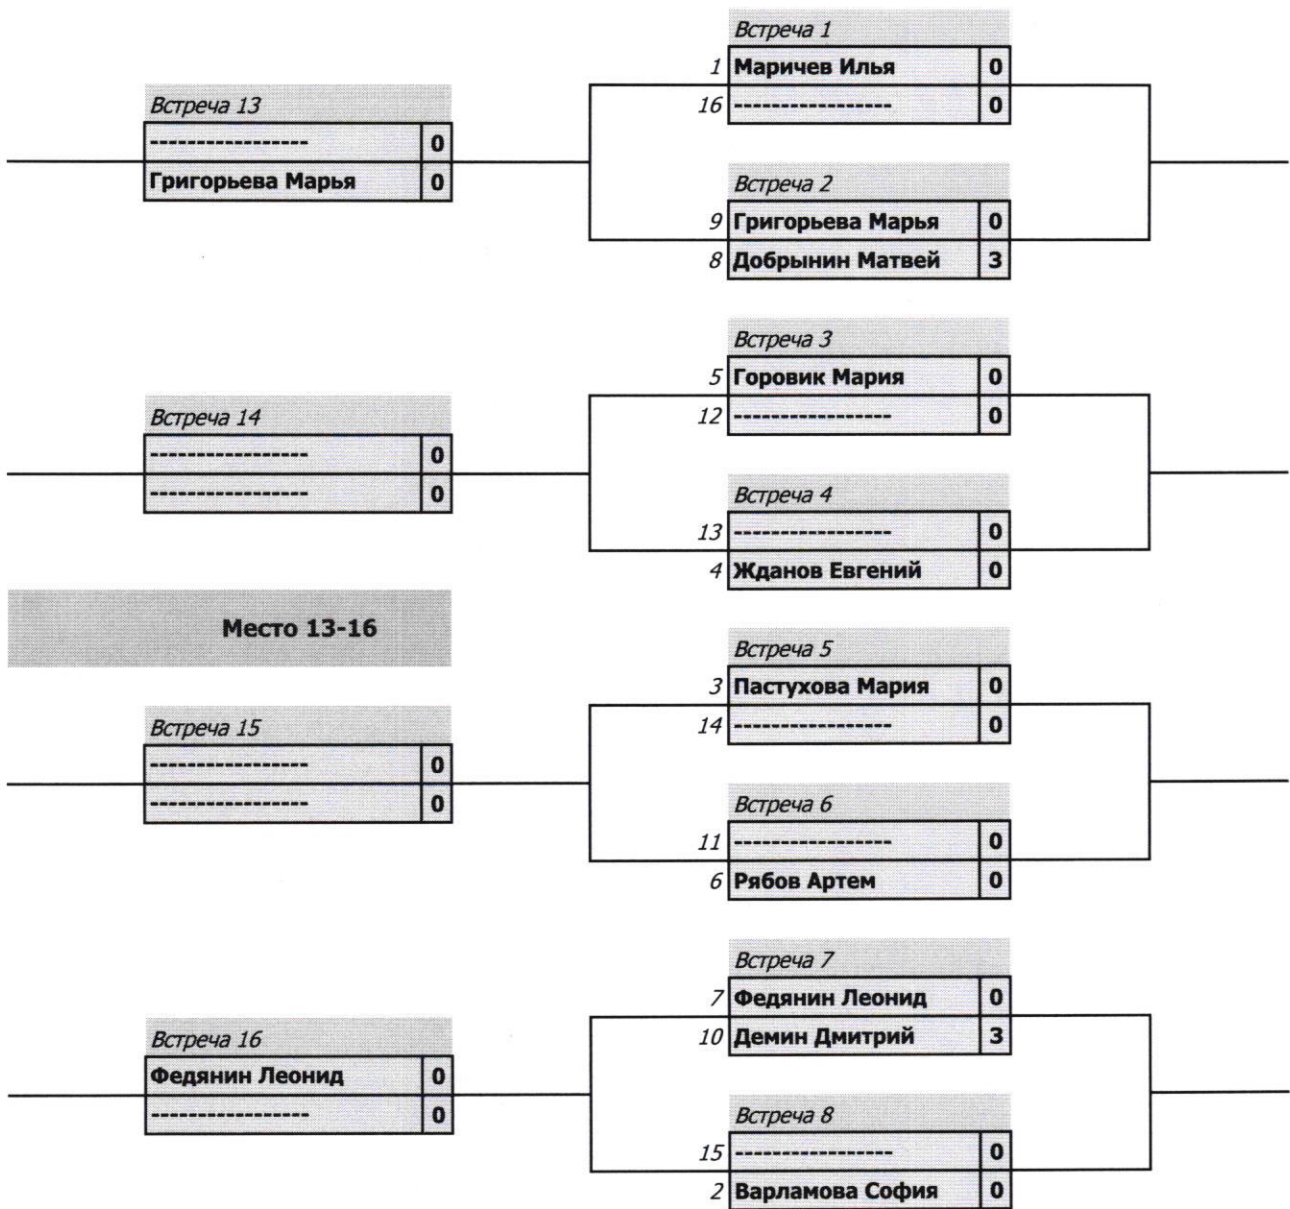 Встреча 1
1 Маричев Илья 0
16 ----------------- 0
Встреча 13
----------------- 0
Григорьева Марья 0
Встреча 2
9 Григорьева Марья 0
8 Добрынин Матвей 3
Встреча 3
5 Горовик Мария 0
12 ----------------- 0
Встреча 14
----------------- 0
----------------- 0
Встреча 4
13 ----------------- 0
4 Жданов Евгений 0
Место 13-16
Встреча 5
3 Пастухова Мария 0
14 ----------------- 0
Встреча 15
----------------- 0
----------------- 0
Встреча 6
11 ----------------- 0
6 Рябов Артем 0
Встреча 7
7 Федянин Леонид 0
10 Демин Дмитрий 3
Встреча 16
Федянин Леонид 0
----------------- 0
Встреча 8
15 ----------------- 0
2 Варламова София 0